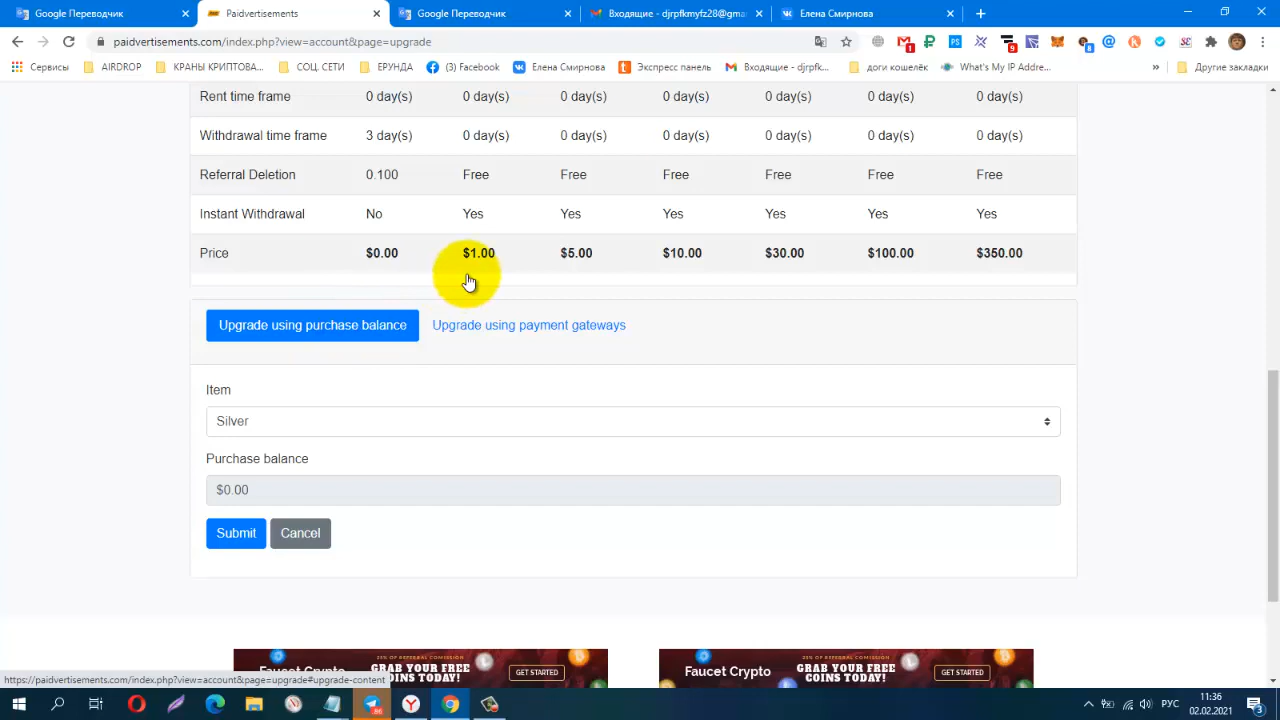 Google Переводчик
Paidvertisements
Google Переводчик
Входящие - djrpfkmyfz28@gma
Елена Смирнова
paidvertisements.com/index.php?view=account&page=upgrade
Сервисы
AIRDROP
КРАНЫ КРИПТОВА...
СОЦ. СЕТИ
ЕРУНДА
(3) Facebook
Елена Смирнова
Экспресс панель
Входящие - djrpfk...
доги кошелёк
What's My IP Addre...
Другие закладки
Rent time frame 0 day(s) 0 day(s) 0 day(s) 0 day(s) 0 day(s) 0 day(s) 0 day(s)
Withdrawal time frame 3 day(s) 0 day(s) 0 day(s) 0 day(s) 0 day(s) 0 day(s) 0 day(s)
Referral Deletion 0.100 Free Free Free Free Free Free
Instant Withdrawal No Yes Yes Yes Yes Yes Yes
Price $0.00 $1.00 $5.00 $10.00 $30.00 $100.00 $350.00
Upgrade using purchase balance Upgrade using payment gateways
Item
Silver
Purchase balance
$0.00
Submit Cancel
25% OF REFERRAL COMISSION
Faucet Crypto GRAB YOUR FREE COINS TODAY! GET STARTED
25% OF REFERRAL COMISSION
Faucet Crypto GRAB YOUR FREE COINS TODAY! GET STARTED
https://paidvertisements.com/index.php?view=account&page=upgrade#upgrade-content
РУС
11:36
02.02.2021